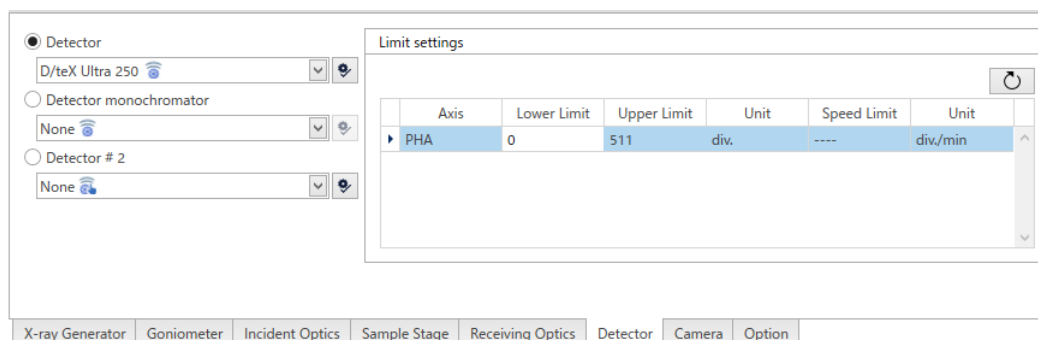 Detector
D/teX Ultra 250
Detector monochromator
None
Detector # 2
None
Limit settings
Axis Lower Limit Upper Limit Unit Speed Limit Unit
PHA 0 511 div. ---- div./min
X-ray Generator Goniometer Incident Optics Sample Stage Receiving Optics Detector Camera Option